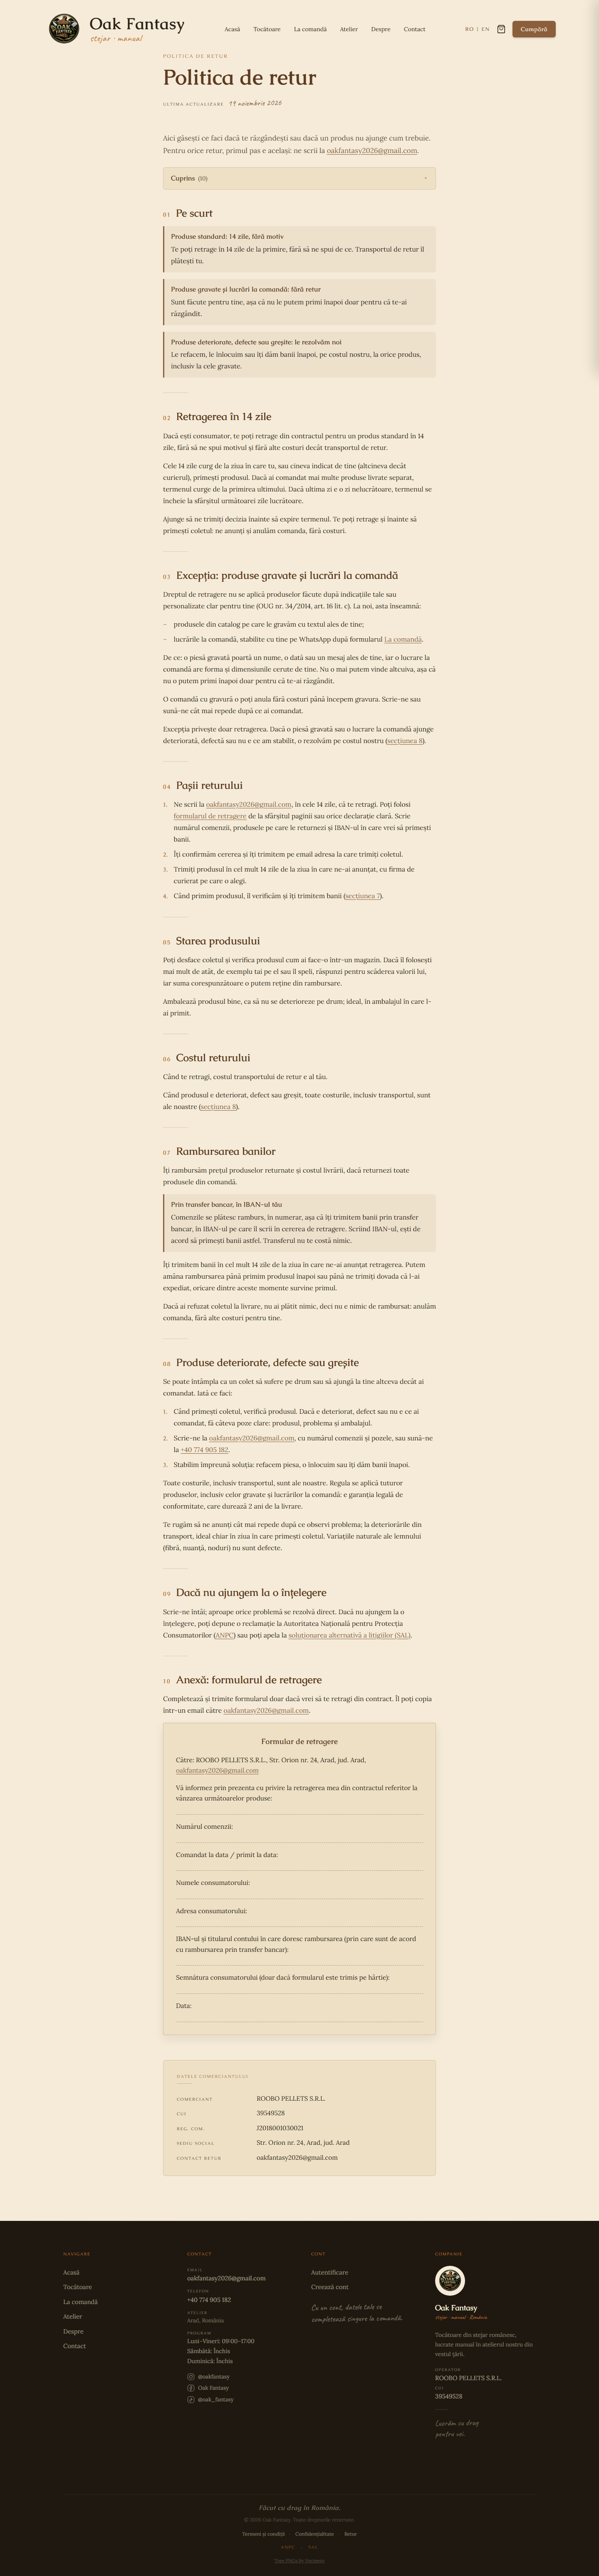 Oak Fantasy
stejar · manual
Acasă Tocătoare La comandă Atelier Despre Contact
RO | EN
Cumpără
POLITICA DE RETUR
Politica de retur
ULTIMA ACTUALIZARE 19 noiembrie 2026
Aici găsești ce faci dacă te răzgândești sau dacă un produs nu ajunge cum trebuie.
Pentru orice retur, primul pas e același: ne scrii la oakfantasy2026@gmail.com.
Cuprins (10)
01 Pe scurt
Produse standard: 14 zile, fără motiv
Te poți retrage în 14 zile de la primire, fără să ne spui de ce. Transportul de retur îl
plătești tu.
Produse gravate și lucrări la comandă: fără retur
Sunt făcute pentru tine, așa că nu le putem primi înapoi doar pentru că te-ai
răzgândit.
Produse deteriorate, defecte sau greșite: le rezolvăm noi
Le refacem, le înlocuim sau îți dăm banii înapoi, pe costul nostru, la orice produs,
inclusiv la cele gravate.
02 Retragerea în 14 zile
Dacă ești consumator, te poți retrage din contractul pentru un produs standard în 14
zile, fără să ne spui motivul și fără alte costuri decât transportul de retur.
Cele 14 zile curg de la ziua în care tu, sau cineva indicat de tine (altcineva decât
curierul), primești produsul. Dacă ai comandat mai multe produse livrate separat,
termenul curge de la primirea ultimului. Dacă ultima zi e o zi nelucrătoare, termenul se
încheie la sfârșitul următoarei zile lucrătoare.
Ajunge să ne trimiți decizia înainte să expire termenul. Te poți retrage și înainte să
primești coletul: ne anunți și anulăm comanda, fără costuri.
03 Excepția: produse gravate și lucrări la comandă
Dreptul de retragere nu se aplică produselor făcute după indicațiile tale sau
personalizate clar pentru tine (OUG nr. 34/2014, art. 16 lit. c). La noi, asta înseamnă:
– produsele din catalog pe care le gravăm cu textul ales de tine;
– lucrările la comandă, stabilite cu tine pe WhatsApp după formularul La comandă.
De ce: o piesă gravată poartă un nume, o dată sau un mesaj ales de tine, iar o lucrare la
comandă are forma și dimensiunile cerute de tine. Nu o mai putem vinde altcuiva, așa că
nu o putem primi înapoi doar pentru că te-ai răzgândit.
O comandă cu gravură o poți anula fără costuri până începem gravura. Scrie-ne sau
sună-ne cât mai repede după ce ai comandat.
Excepția privește doar retragerea. Dacă o piesă gravată sau o lucrare la comandă ajunge
deteriorată, defectă sau nu e ce am stabilit, o rezolvăm pe costul nostru (secțiunea 8).
04 Pașii returului
1. Ne scrii la oakfantasy2026@gmail.com, în cele 14 zile, că te retragi. Poți folosi
formularul de retragere de la sfârșitul paginii sau orice declarație clară. Scrie
numărul comenzii, produsele pe care le returnezi și IBAN-ul în care vrei să primești
banii.
2. Îți confirmăm cererea și îți trimitem pe email adresa la care trimiți coletul.
3. Trimiți produsul în cel mult 14 zile de la ziua în care ne-ai anunțat, cu firma de
curierat pe care o alegi.
4. Când primim produsul, îl verificăm și îți trimitem banii (secțiunea 7).
05 Starea produsului
Poți desface coletul și verifica produsul cum ai face-o într-un magazin. Dacă îl folosești
mai mult de atât, de exemplu tai pe el sau îl speli, răspunzi pentru scăderea valorii lui,
iar suma corespunzătoare o putem reține din rambursare.
Ambalează produsul bine, ca să nu se deterioreze pe drum; ideal, în ambalajul în care l-
ai primit.
06 Costul returului
Când te retragi, costul transportului de retur e al tău.
Când produsul e deteriorat, defect sau greșit, toate costurile, inclusiv transportul, sunt
ale noastre (secțiunea 8).
07 Rambursarea banilor
Îți rambursăm prețul produselor returnate și costul livrării, dacă returnezi toate
produsele din comandă.
Prin transfer bancar, în IBAN-ul tău
Comenzile se plătesc ramburs, în numerar, așa că îți trimitem banii prin transfer
bancar, în IBAN-ul pe care îl scrii în cererea de retragere. Scriind IBAN-ul, ești de
acord să primești banii astfel. Transferul nu te costă nimic.
Îți trimitem banii în cel mult 14 zile de la ziua în care ne-ai anunțat retragerea. Putem
amâna rambursarea până primim produsul înapoi sau până ne trimiți dovada că l-ai
expediat, oricare dintre aceste momente survine primul.
Dacă ai refuzat coletul la livrare, nu ai plătit nimic, deci nu e nimic de rambursat: anulăm
comanda, fără alte costuri pentru tine.
08 Produse deteriorate, defecte sau greșite
Se poate întâmpla ca un colet să sufere pe drum sau să ajungă la tine altceva decât ai
comandat. Iată ce faci:
1. Când primești coletul, verifică produsul. Dacă e deteriorat, defect sau nu e ce ai
comandat, fă câteva poze clare: produsul, problema și ambalajul.
2. Scrie-ne la oakfantasy2026@gmail.com, cu numărul comenzii și pozele, sau sună-ne
la +40 774 905 182.
3. Stabilim împreună soluția: refacem piesa, o înlocuim sau îți dăm banii înapoi.
Toate costurile, inclusiv transportul, sunt ale noastre. Regula se aplică tuturor
produselor, inclusiv celor gravate și lucrărilor la comandă: e garanția legală de
conformitate, care durează 2 ani de la livrare.
Te rugăm să ne anunți cât mai repede după ce observi problema; la deteriorările din
transport, ideal chiar în ziua în care primești coletul. Variațiile naturale ale lemnului
(fibră, nuanță, noduri) nu sunt defecte.
09 Dacă nu ajungem la o înțelegere
Scrie-ne întâi; aproape orice problemă se rezolvă direct. Dacă nu ajungem la o
înțelegere, poți depune o reclamație la Autoritatea Națională pentru Protecția
Consumatorilor (ANPC) sau poți apela la soluționarea alternativă a litigiilor (SAL).
10 Anexă: formularul de retragere
Completează și trimite formularul doar dacă vrei să te retragi din contract. Îl poți copia
într-un email către oakfantasy2026@gmail.com.
Formular de retragere
Către: ROOBO PELLETS S.R.L., Str. Orion nr. 24, Arad, jud. Arad,
oakfantasy2026@gmail.com
Vă informez prin prezenta cu privire la retragerea mea din contractul referitor la
vânzarea următoarelor produse:
Numărul comenzii:
Comandat la data / primit la data:
Numele consumatorului:
Adresa consumatorului:
IBAN-ul și titularul contului în care doresc rambursarea (prin care sunt de acord
cu rambursarea prin transfer bancar):
Semnătura consumatorului (doar dacă formularul este trimis pe hârtie):
Data:
DATELE COMERCIANTULUI
COMERCIANT ROOBO PELLETS S.R.L.
CUI 39549528
REG. COM. J2018001030021
SEDIU SOCIAL Str. Orion nr. 24, Arad, jud. Arad
CONTACT RETUR oakfantasy2026@gmail.com
NAVIGARE
Acasă
Tocătoare
La comandă
Atelier
Despre
Contact
CONTACT
EMAIL
oakfantasy2026@gmail.com
TELEFON
+40 774 905 182
ATELIER
Arad, România
PROGRAM
Luni–Vineri: 09:00–17:00
Sâmbătă: Închis
Duminică: Închis
@oakfantasy
Oak Fantasy
@oak_fantasy
CONT
Autentificare
Creează cont
Cu un cont, datele tale se
completează singure la comandă.
COMPANIE
Oak Fantasy
stejar · manual · România
Tocătoare din stejar românesc,
lucrate manual în atelierul nostru din
vestul țării.
OPERATOR
ROOBO PELLETS S.R.L.
CUI
39549528
Lucrăm cu drag
pentru voi.
Făcut cu drag în România.
© 2026 Oak Fantasy. Toate drepturile rezervate.
Termeni și condiții Confidențialitate Retur
ANPC · SAL